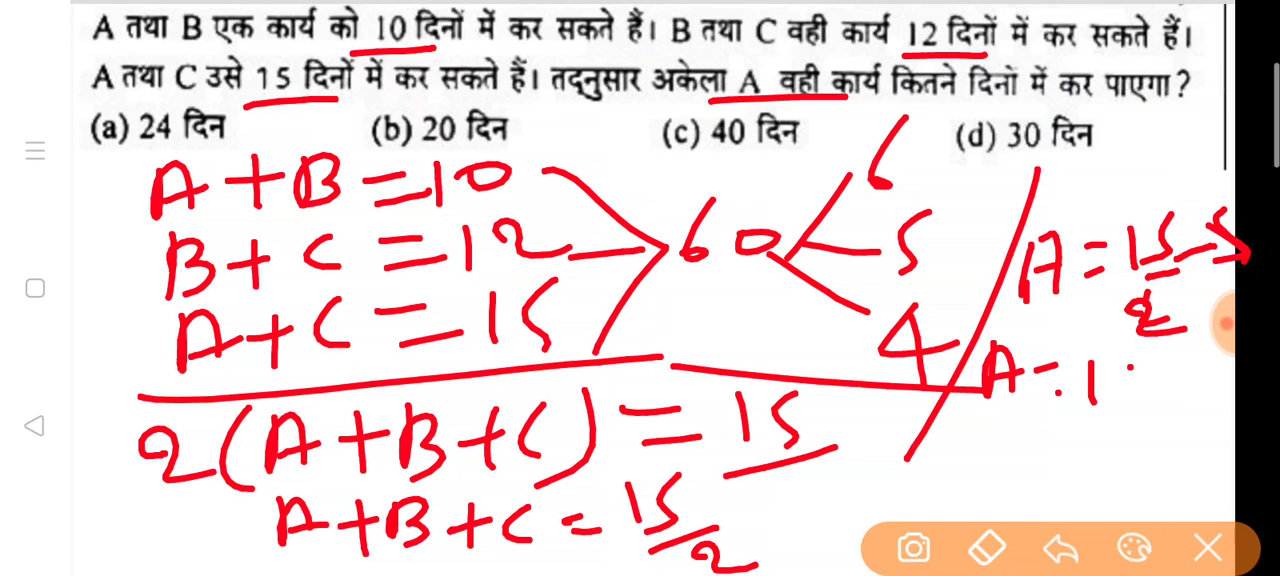 A तथा B एक कार्य को 10 दिनों में कर सकते हैं। B तथा C वही कार्य 12 दिनों में कर सकते हैं।
A तथा C उसे 15 दिनों में कर सकते हैं। तद्नुसार अकेला A वही कार्य कितने दिनों में कर पाएगा?
(a) 24 दिन (b) 20 दिन (c) 40 दिन (d) 30 दिन
A+B=10
B+C=12
A+C=15
60
6
5
4
2(A+B+C)=15
A+B+C=15/2
A=15/2-5
A=1